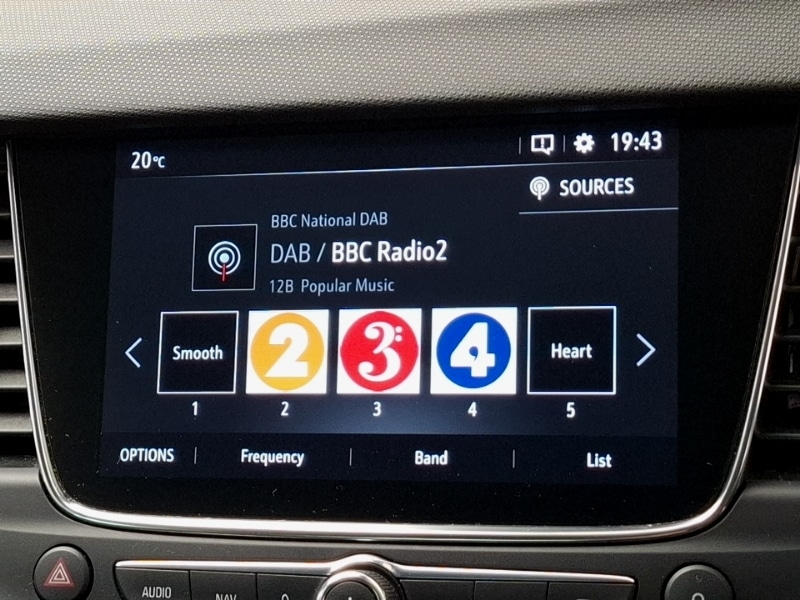 20°C 19:43
SOURCES
BBC National DAB
DAB / BBC Radio2
12B Popular Music
Smooth 2 3: 4 Heart
1 2 3 4 5
OPTIONS Frequency Band List
AUDIO NAV